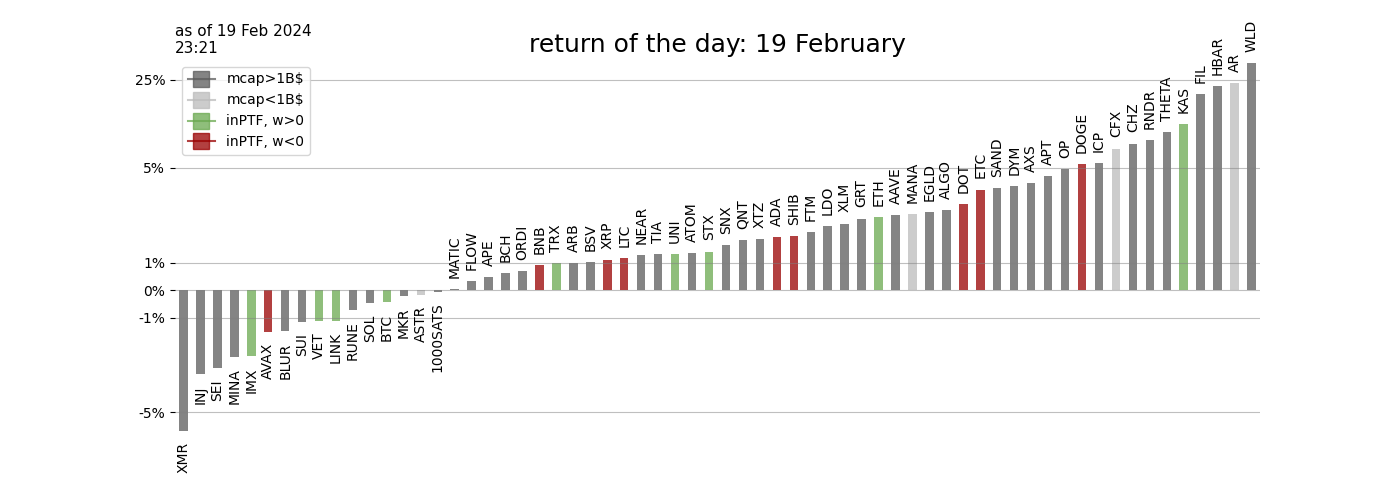 as of 19 Feb 2024
23:21
return of the day: 19 February
mcap>1B$
mcap<1B$
inPTF, w>0
inPTF, w<0
25%
5%
1%
0%
-1%
-5%
XMR
INJ
SEI
MINA
IMX
AVAX
BLUR
SUI
VET
LINK
RUNE
SOL
BTC
MKR
ASTR
1000SATS
MATIC
FLOW
APE
BCH
ORDI
BNB
TRX
ARB
BSV
XRP
LTC
NEAR
TIA
UNI
ATOM
STX
SNX
QNT
XTZ
ADA
SHIB
FTM
LDO
XLM
GRT
ETH
AAVE
MANA
EGLD
ALGO
DOT
ETC
SAND
DYM
AXS
APT
OP
DOGE
ICP
CFX
CHZ
RNDR
THETA
KAS
FIL
HBAR
AR
WLD